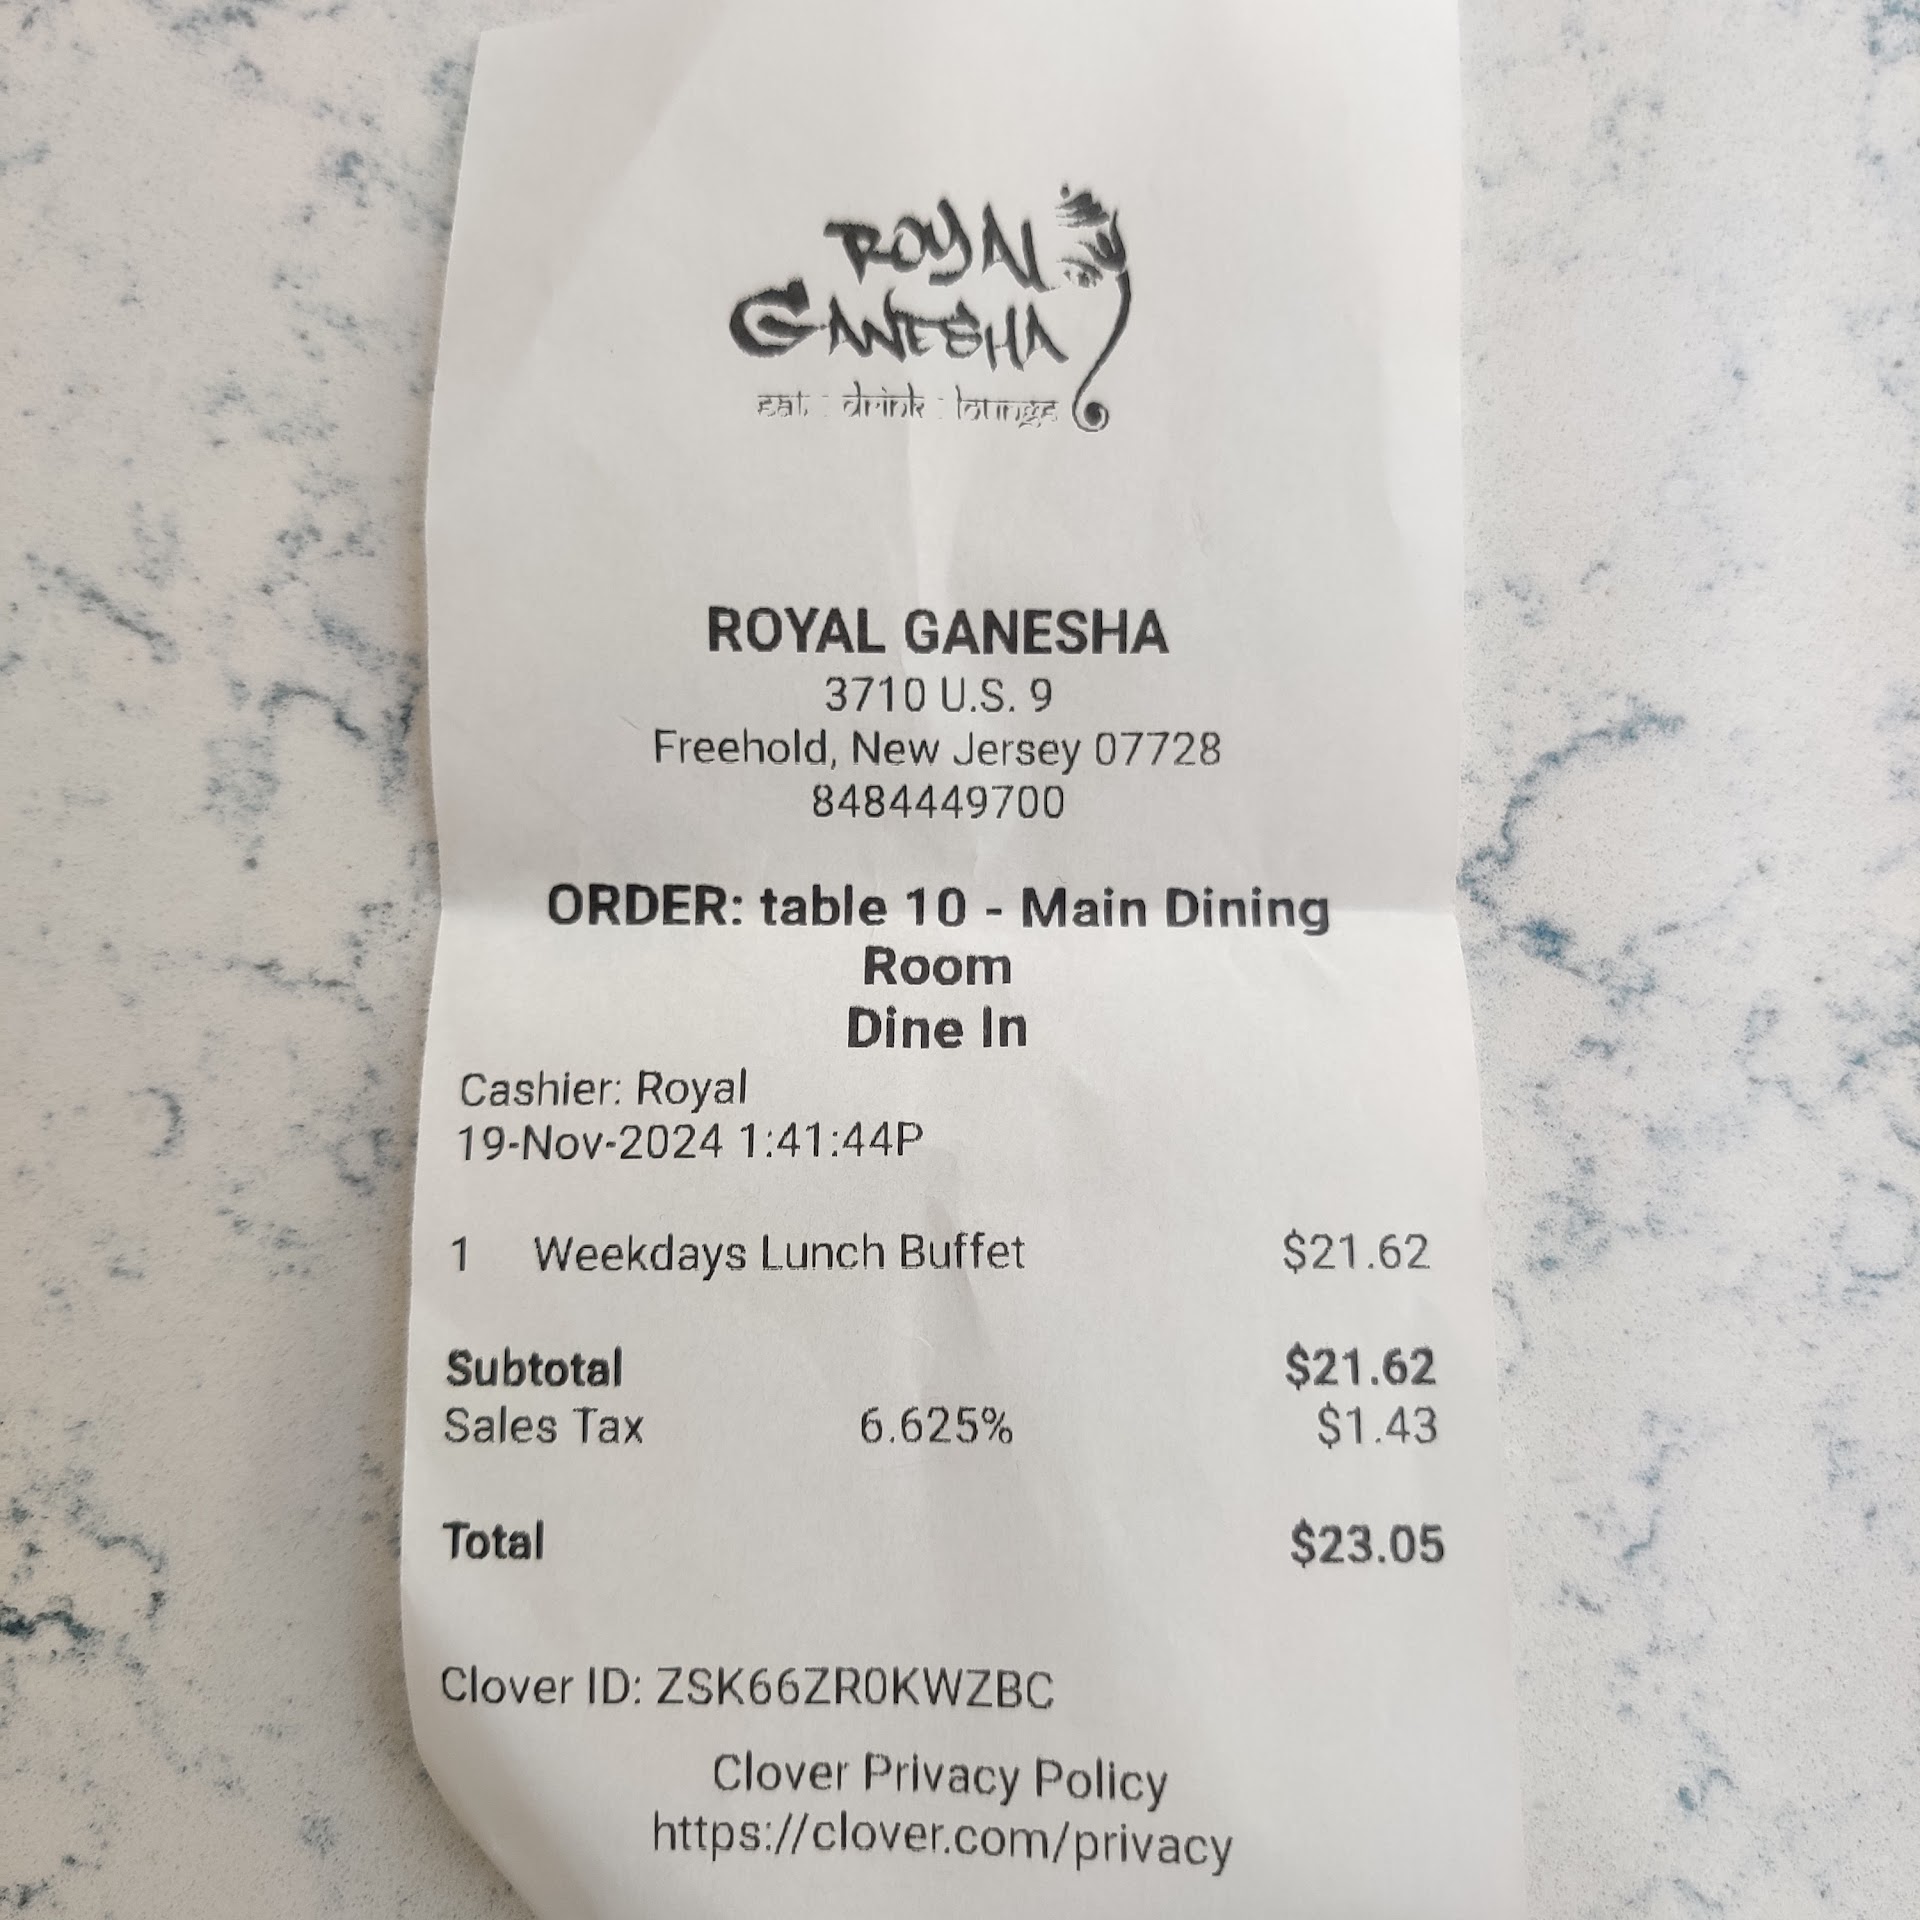 ROYAL
GANESHA
eat : drink : lounge
ROYAL GANESHA
3710 U.S. 9
Freehold, New Jersey 07728
8484449700
ORDER: table 10 - Main Dining
Room
Dine In
Cashier: Royal
19-Nov-2024 1:41:44P
1 Weekdays Lunch Buffet $21.62
Subtotal $21.62
Sales Tax 6.625% $1.43
Total $23.05
Clover ID: ZSK66ZR0KWZBC
Clover Privacy Policy
https://clover.com/privacy